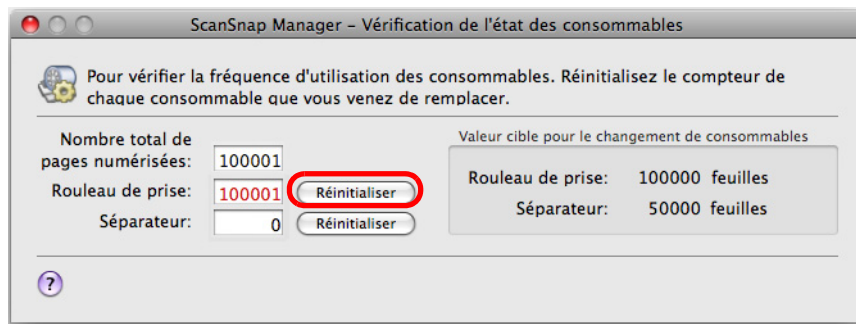 ScanSnap Manager – Vérification de l'état des consommables
Pour vérifier la fréquence d'utilisation des consommables. Réinitialisez le compteur de
chaque consommable que vous venez de remplacer.
Nombre total de
pages numérisées: 100001
Rouleau de prise: 100001 Réinitialiser
Séparateur: 0 Réinitialiser
Valeur cible pour le changement de consommables
Rouleau de prise: 100000 feuilles
Séparateur: 50000 feuilles
?